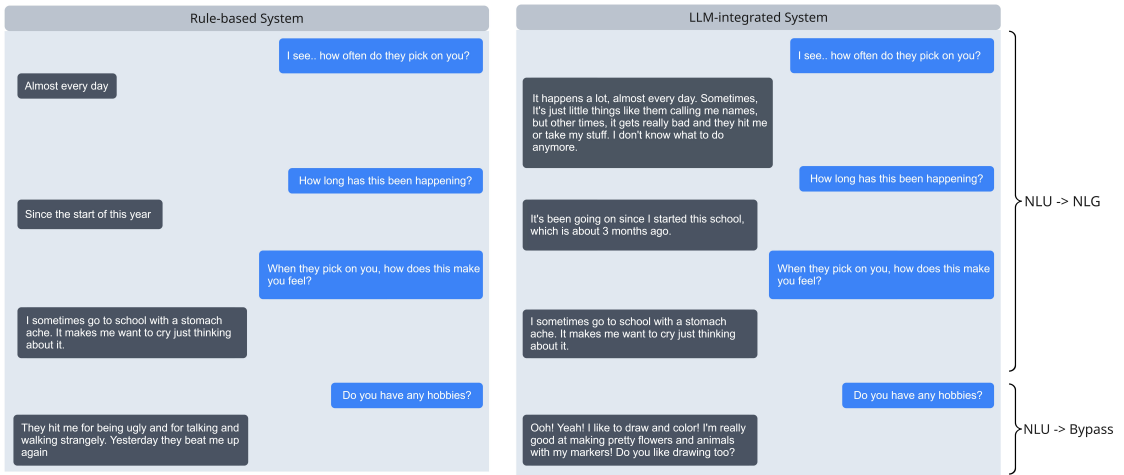 Rule-based System
I see.. how often do they pick on you?
Almost every day
How long has this been happening?
Since the start of this year
When they pick on you, how does this make
you feel?
I sometimes go to school with a stomach
ache. It makes me want to cry just thinking
about it.
Do you have any hobbies?
They hit me for being ugly and for talking and
walking strangely. Yesterday they beat me up
again
LLM-integrated System
I see.. how often do they pick on you?
It happens a lot, almost every day. Sometimes,
It's just little things like them calling me names,
but other times, it gets really bad and they hit me
or take my stuff. I don't know what to do
anymore.
How long has this been happening?
It's been going on since I started this school,
which is about 3 months ago.
When they pick on you, how does this make
you feel?
I sometimes go to school with a stomach
ache. It makes me want to cry just thinking
about it.
Do you have any hobbies?
Ooh! Yeah! I like to draw and color! I'm really
good at making pretty flowers and animals
with my markers! Do you like drawing too?
NLU -> NLG
NLU -> Bypass